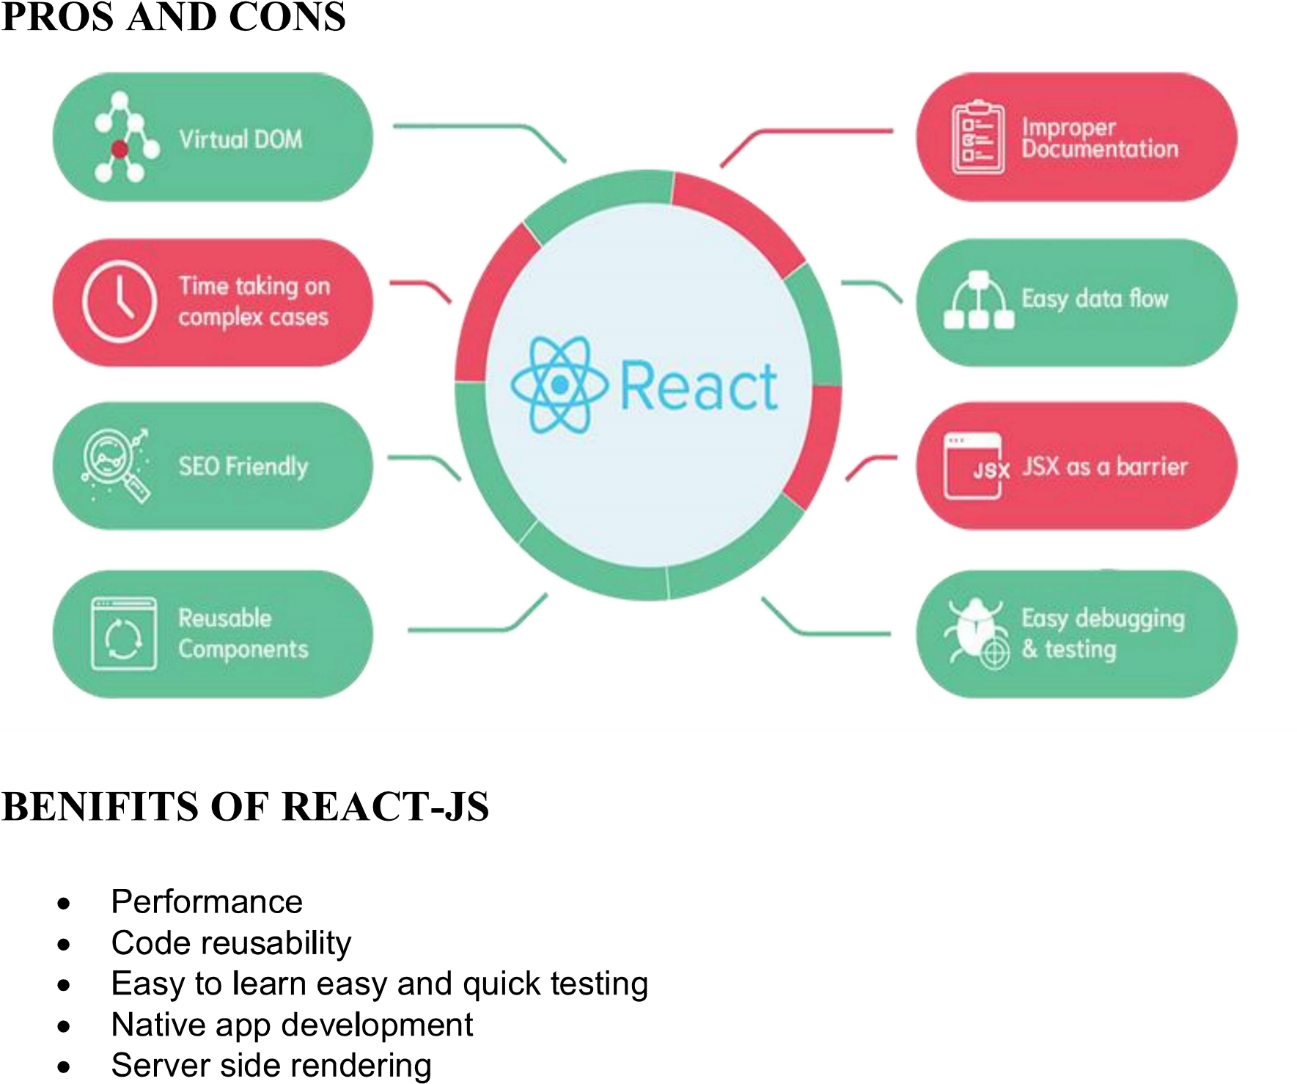 PROS AND CONS
Virtual DOM
Time taking on
complex cases
SEO Friendly
Reusable
Components
React
Improper
Documentation
Easy data flow
JSX
JSX as a barrier
Easy debugging
& testing
BENIFITS OF REACT-JS
• Performance
• Code reusability
• Easy to learn easy and quick testing
• Native app development
• Server side rendering